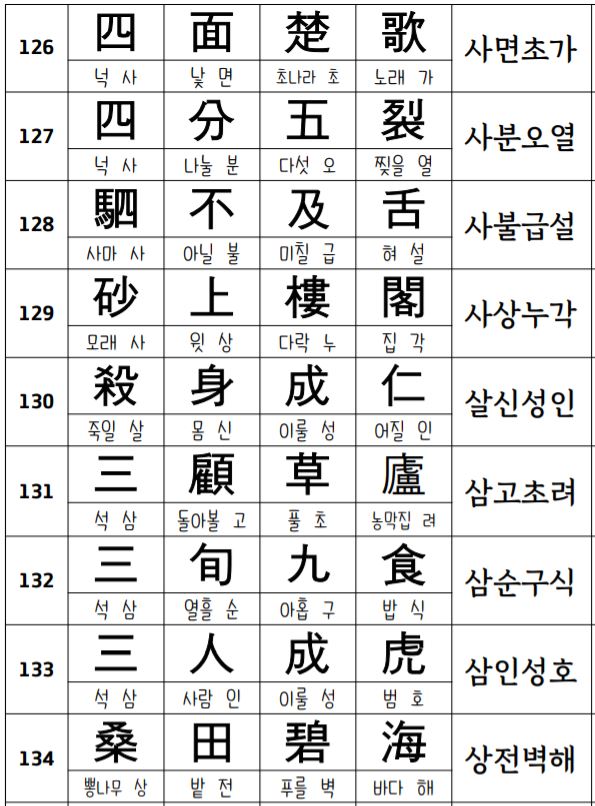 126 四 面 楚 歌 사면초가
넉 사 낯 면 초나라 초 노래 가
127 四 分 五 裂 사분오열
넉 사 나눌 분 다섯 오 찢을 열
128 駟 不 及 舌 사불급설
사마 사 아닐 불 미칠 급 혀 설
129 砂 上 樓 閣 사상누각
모래 사 윗 상 다락 누 집 각
130 殺 身 成 仁 살신성인
죽일 살 몸 신 이룰 성 어질 인
131 三 顧 草 廬 삼고초려
석 삼 돌아볼 고 풀 초 농막집 려
132 三 旬 九 食 삼순구식
석 삼 열흘 순 아홉 구 밥 식
133 三 人 成 虎 삼인성호
석 삼 사람 인 이룰 성 범 호
134 桑 田 碧 海 상전벽해
뽕나무 상 밭 전 푸를 벽 바다 해